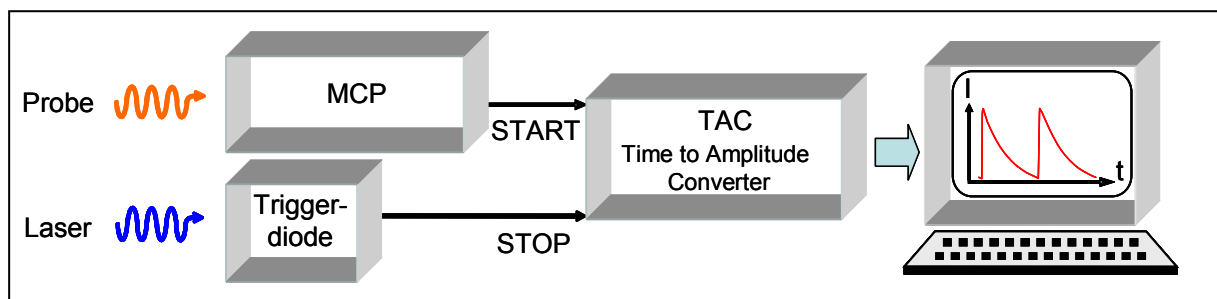 Probe
MCP
START
Laser
Trigger-
diode
STOP
TAC
Time to Amplitude
Converter
I
t